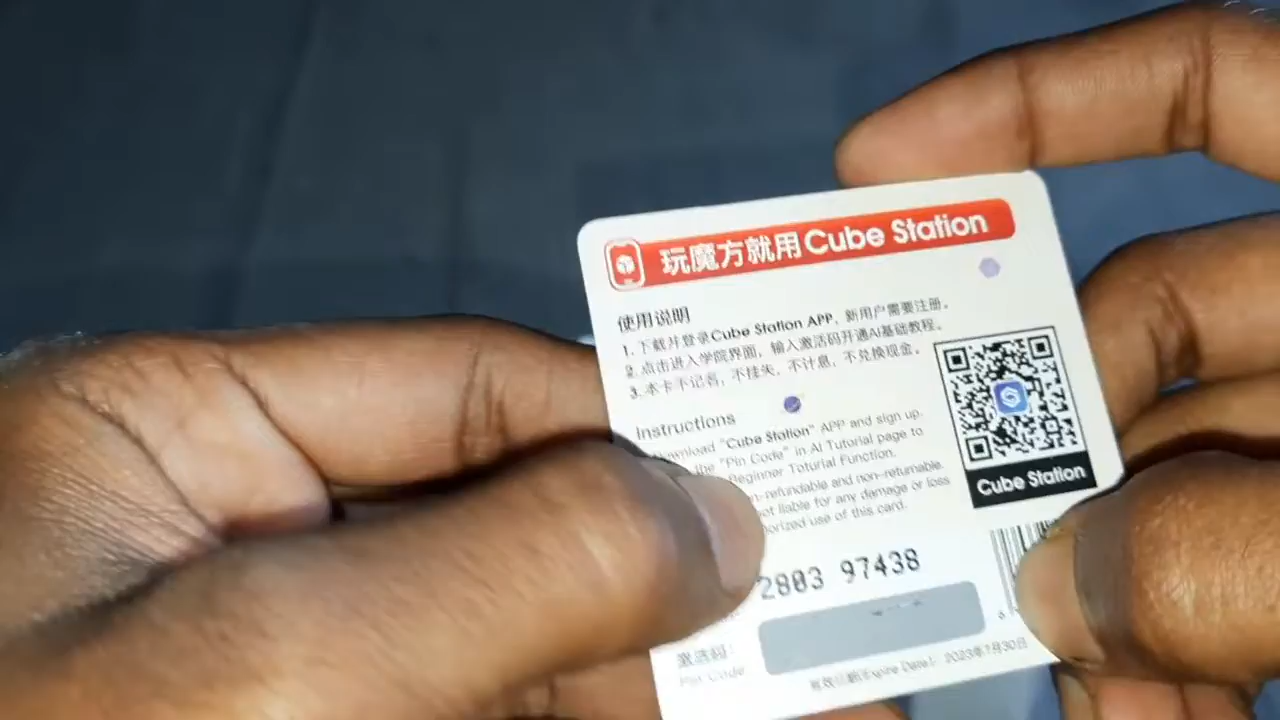 玩魔方就用Cube Station
使用说明
1. 下载并登录Cube Station APP，新用户需要注册。
2. 点击进入学院界面，输入激活码开通AI基础教程。
3. 本卡不记名，不挂失，不计息，不兑换现金。
Instructions
"Cube Station" APP and sign up.
the "Pin Code" in AI Tutorial page to
Beginner Toturial Function.
non-refundable and non-returnable.
liable for any damage or loss
use of this card.
Cube Station
2803 97438
激活码:
Pin Code
有效日期(Expire Date): 2023年7月30日